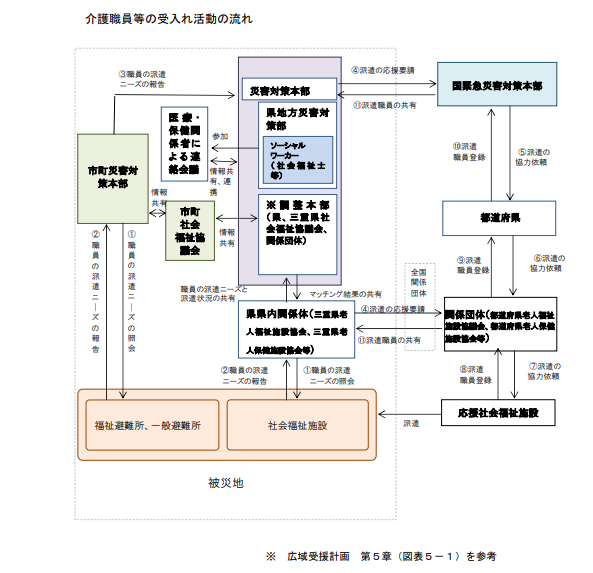 介護職員等の受入れ活動の流れ
③職員の派遣
ニーズの報告
災害対策本部
④派遣の応援要請
⑪派遣職員の共有
国緊急災害対策本部
県地方災害対
策部
ソーシャル
ワーカー
（社会福祉士
等）
医療・
保健関
係者に
よる連
絡会議
参加
情報共
有、連
携
市町災害対
策本部
情報
共有
市町
社会
福祉協
議会
情報
共有
※調整本部
（県、三重県社
会福祉協議会、
関係団体）
⑩派遣
職員登録
⑤派遣の
協力依頼
都道府県
⑨派遣
職員登録
⑥派遣の
協力依頼
全国
関係
団体
②職員の派遣ニーズの報告
①職員の派遣ニーズの照会
職員の派遣ニーズと
派遣状況の共有
マッチング結果の共有
県県内関係体（三重県老
人福祉施設協会、三重県老
人保健施設協会等）
④派遣の応援要請
⑪派遣職員の共有
関係団体（都道府県老人福祉
施設協議会、都道府県老人保健
施設協会等）
②職員の派遣
ニーズの報告
①職員の派遣
ニーズの照会
⑧派遣
職員登録
⑦派遣の
協力依頼
福祉避難所、一般避難所
社会福祉施設
派遣
応援社会福祉施設
被災地
※　広域受援計画　第５章（図表５－１）を参考